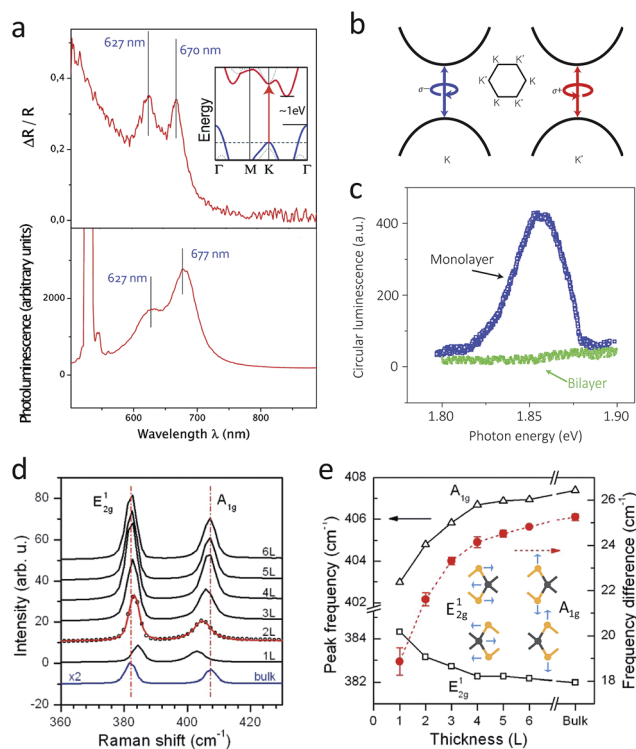 a
627 nm
670 nm
0,4
0,2
0,0
ΔR / R
Energy
~1eV
Γ M K Γ
677 nm
627 nm
2000
0
Photoluminescence (arbitrary units)
600 700 800
Wavelength λ (nm)
b
K
K'
K'
K
K
K'
σ−
σ+
K
K'
c
400
200
0
Circular luminescence (a.u.)
Monolayer
Bilayer
1.80 1.85 1.90
Photon energy (eV)
d
E¹2g
A1g
80
60
40
20
0
-20
Intensity (arb. u.)
6L
5L
4L
3L
2L
1L
x2
bulk
360 380 400 420
Raman shift (cm⁻¹)
e
408
406
404
402
384
382
Peak frequency (cm⁻¹)
A1g
E¹2g
A1g
E¹2g
26
24
22
20
18
Frequency difference (cm⁻¹)
0 1 2 3 4 5 6 Bulk
Thickness (L)